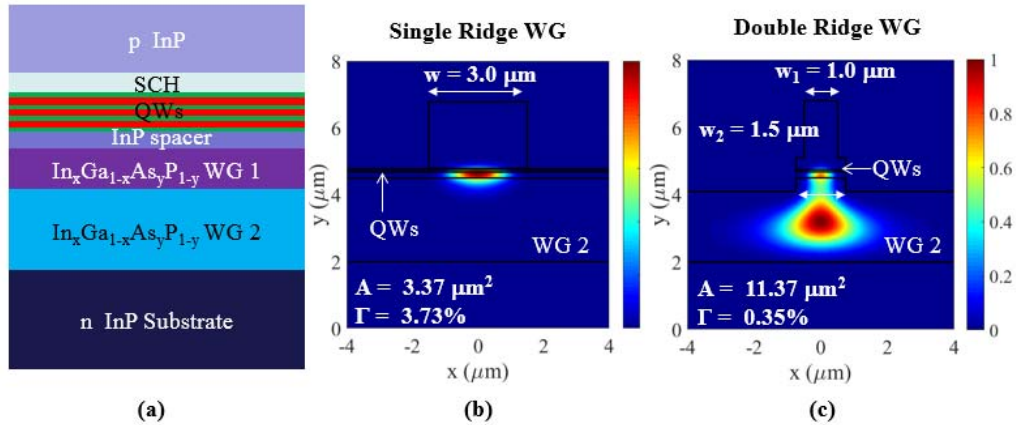 p InP
SCH
QWs
InP spacer
InₓGa₁₋ₓAsᵧP₁₋ᵧ WG 1
InₓGa₁₋ₓAsᵧP₁₋ᵧ WG 2
n InP Substrate
(a)
Single Ridge WG
w = 3.0 μm
QWs
WG 2
A = 3.37 μm²
Γ = 3.73%
y (μm)
8
6
4
2
0
-4
-2
0
2
4
x (μm)
(b)
Double Ridge WG
w₁ = 1.0 μm
w₂ = 1.5 μm
QWs
WG 2
A = 11.37 μm²
Γ = 0.35%
y (μm)
8
6
4
2
0
-4
-2
0
2
4
x (μm)
1
0.8
0.6
0.4
0.2
0
(c)